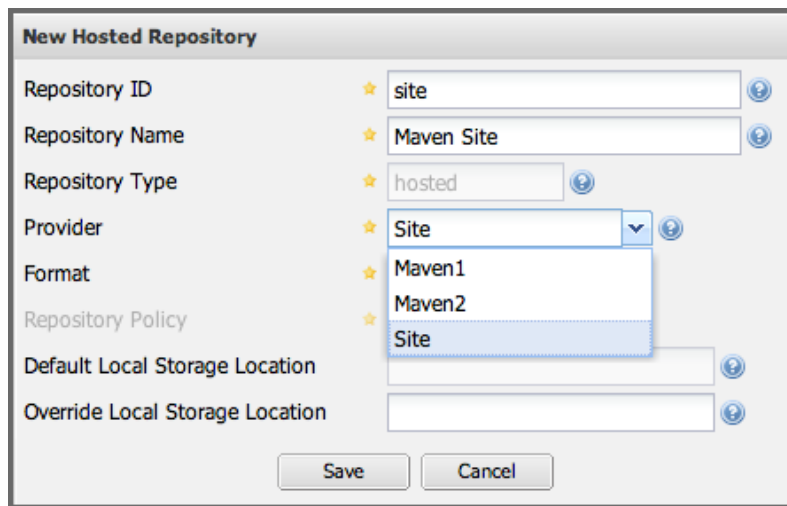 New Hosted Repository
Repository ID
site
Repository Name
Maven Site
Repository Type
hosted
Provider
Site
Format
Maven1
Maven2
Repository Policy
Site
Default Local Storage Location
Override Local Storage Location
Save
Cancel